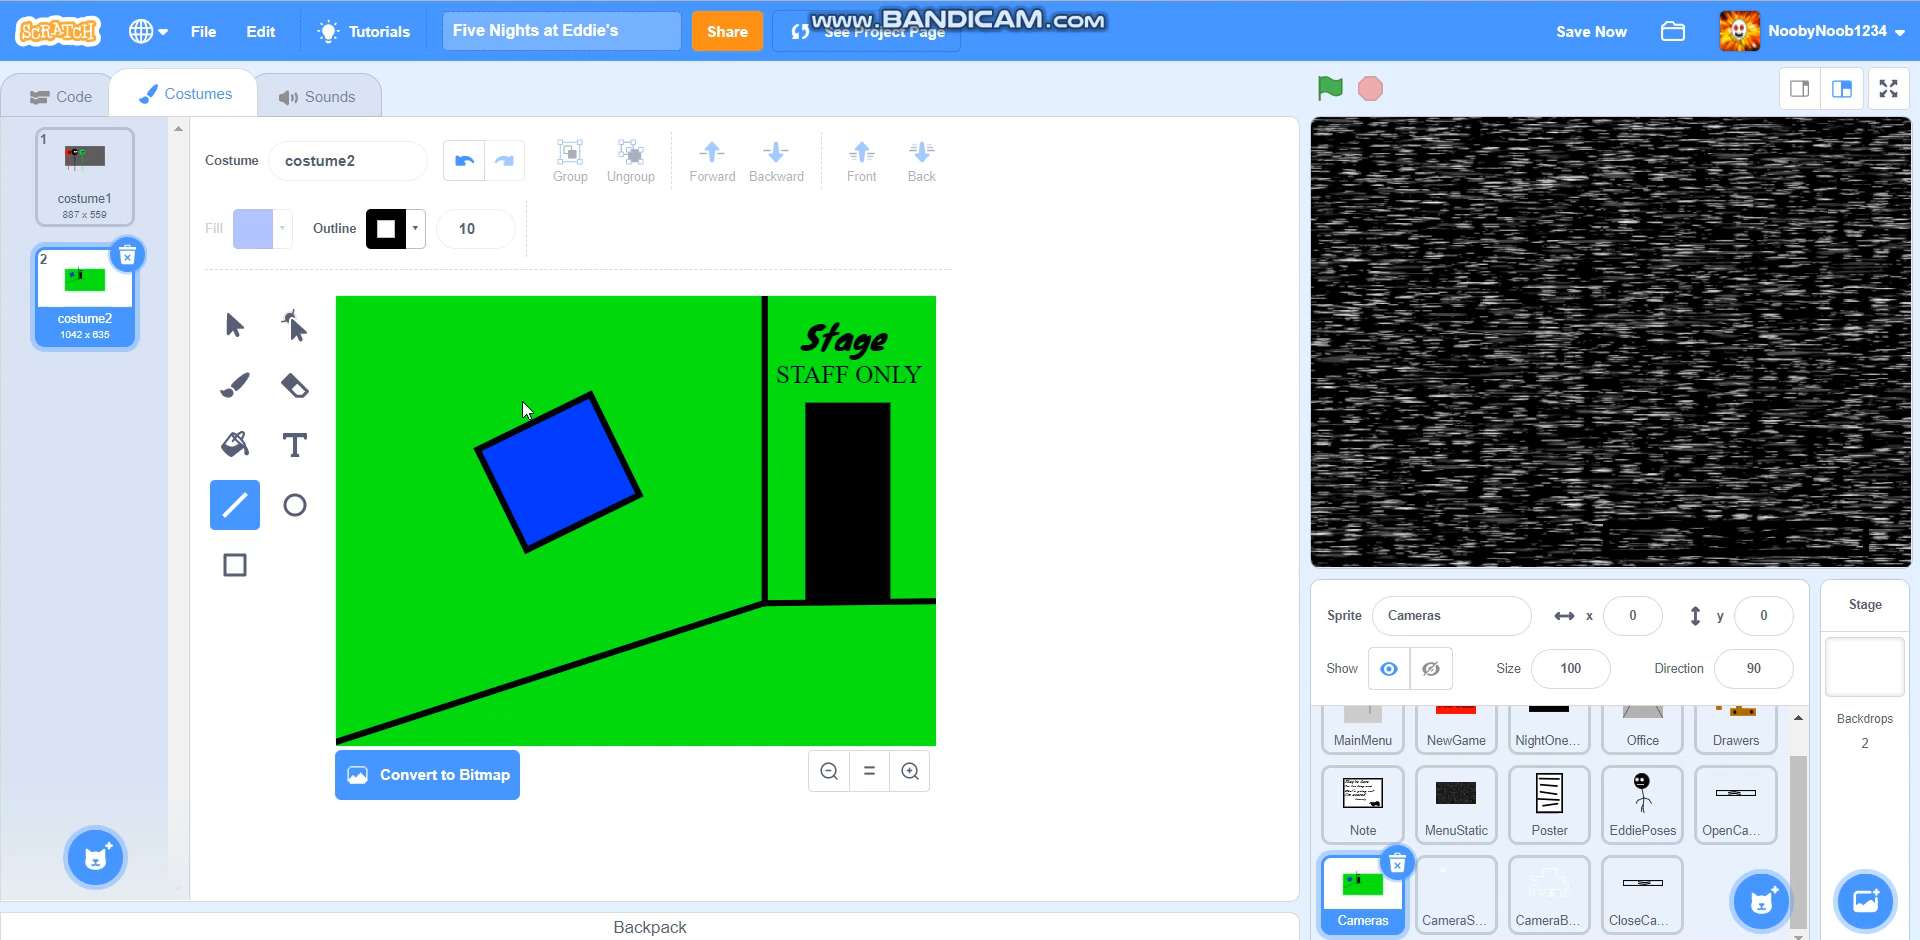 www.BANDICAM.com
SCRATCH File Edit Tutorials Five Nights at Eddie's Share See Project Page Save Now NoobyNoob1234
Code Costumes Sounds
1
costume1
887 x 559
2
costume2
1042 x 635
Costume costume2 Group Ungroup Forward Backward Front Back
Fill Outline 10
Stage
STAFF ONLY
Convert to Bitmap
Backpack
Sprite Cameras x 0 y 0
Show Size 100 Direction 90
MainMenu NewGame NightOne... Office Drawers
Note MenuStatic Poster EddiePoses OpenCa...
Cameras CameraS... CameraB... CloseCa...
Stage
Backdrops
2